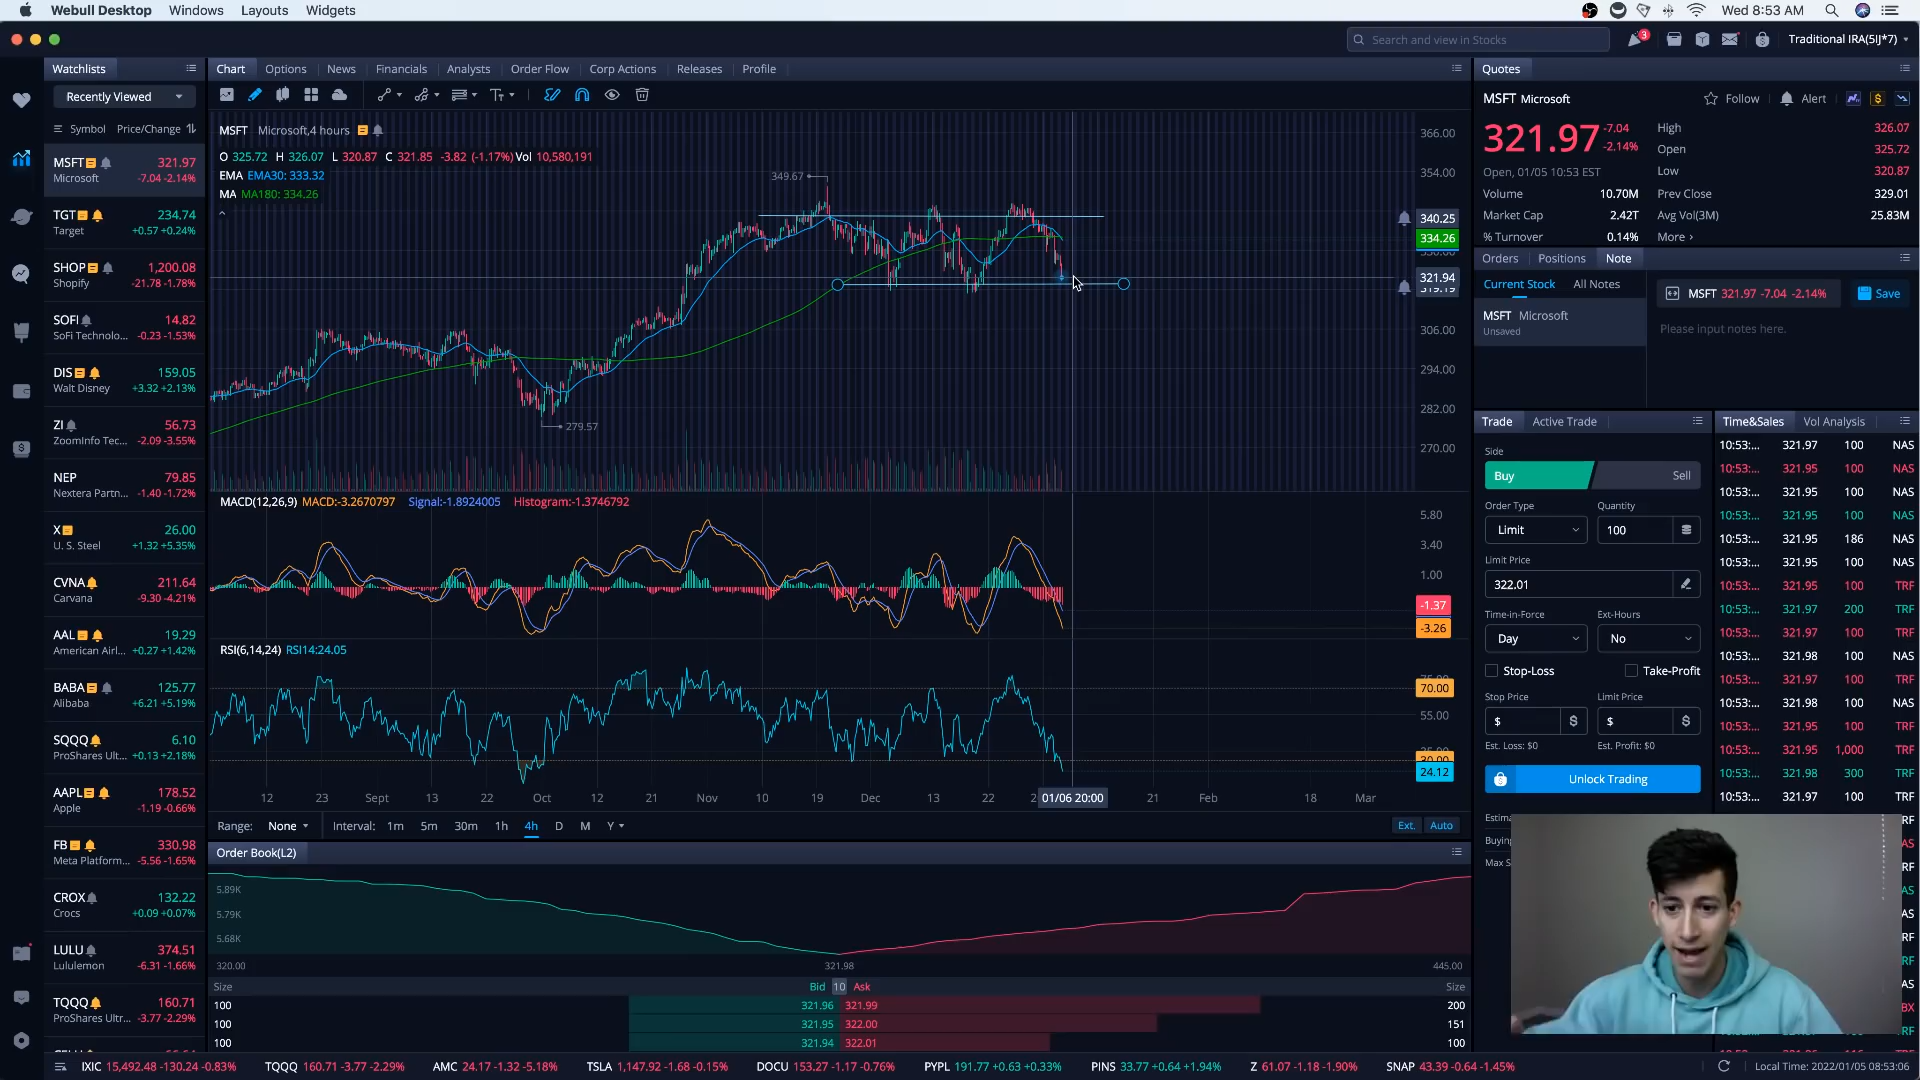 Webull Desktop Windows Layouts Widgets
Wed 8:53 AM
Search and view in Stocks
3
Traditional IRA(5IJ*7)
Watchlists
Recently Viewed
Symbol Price/Change
MSFT 321.97
Microsoft -7.04 -2.14%
TGT 234.74
Target +0.57 +0.24%
SHOP 1,200.08
Shopify -21.78 -1.78%
SOFI 14.82
SoFi Technolo... -0.23 -1.53%
DIS 159.05
Walt Disney +3.32 +2.13%
ZI 56.73
ZoomInfo Tec... -2.09 -3.55%
NEP 79.85
Nextera Partn... -1.40 -1.72%
X 26.00
U. S. Steel +1.32 +5.35%
CVNA 211.64
Carvana -9.30 -4.21%
AAL 19.29
American Airl... +0.27 +1.42%
BABA 125.77
Alibaba +6.21 +5.19%
SQQQ 6.10
ProShares Ult... +0.13 +2.18%
AAPL 178.52
Apple -1.19 -0.66%
FB 330.98
Meta Platform... -5.56 -1.65%
CROX 132.22
Crocs +0.09 +0.07%
LULU 374.51
Lululemon -6.31 -1.66%
TQQQ 160.71
ProShares Ultr... -3.77 -2.29%
Chart Options News Financials Analysts Order Flow Corp Actions Releases Profile
MSFT Microsoft,4 hours
O 325.72 H 326.07 L 320.87 C 321.85 -3.82 (-1.17%) Vol 10,580,191
EMA EMA30: 333.32
MA MA180: 334.26
349.67
279.57
366.00
354.00
340.25
334.26
321.94
306.00
294.00
282.00
270.00
MACD(12,26,9) MACD:-3.2670797 Signal:-1.8924005 Histogram:-1.3746792
5.80
3.40
1.00
-1.37
-3.26
RSI(6,14,24) RSI14:24.05
70.00
55.00
30.00
24.12
12 23 Sept 13 22 Oct 12 21 Nov 10 19 Dec 13 22 01/06 20:00 21 Feb 18 Mar
Range: None Interval: 1m 5m 30m 1h 4h D M Y
Ext. Auto
Order Book(L2)
5.89K
5.79K
5.68K
320.00 321.98 445.00
Size Bid 10 Ask Size
100 321.96 321.99 200
100 321.95 322.00 151
100 321.94 322.01 100
Quotes
MSFT Microsoft
Follow Alert
321.97 -7.04
-2.14%
Open, 01/05 10:53 EST
High 326.07
Open 325.72
Low 320.87
Volume 10.70M Prev Close 329.01
Market Cap 2.42T Avg Vol(3M) 25.83M
% Turnover 0.14% More
Orders Positions Note
Current Stock All Notes
MSFT Microsoft
Unsaved
MSFT 321.97 -7.04 -2.14%
Save
Please input notes here.
Trade Active Trade
Side
Buy Sell
Order Type Quantity
Limit 100
Limit Price
322.01
Time-in-Force Ext-Hours
Day No
Stop-Loss Take-Profit
Stop Price Limit Price
$ $ $ $
Est. Loss: $0 Est. Profit: $0
Unlock Trading
Estima
Buying
Max S
Time&Sales Vol Analysis
10:53:... 321.97 100 NAS
10:53:... 321.95 100 NAS
10:53:... 321.95 100 NAS
10:53:... 321.95 100 NAS
10:53:... 321.95 186 NAS
10:53:... 321.95 100 NAS
10:53:... 321.95 100 TRF
10:53:... 321.97 200 TRF
10:53:... 321.97 100 TRF
10:53:... 321.98 100 NAS
10:53:... 321.97 100 TRF
10:53:... 321.98 100 NAS
10:53:... 321.95 100 TRF
10:53:... 321.95 1,000 TRF
10:53:... 321.98 300 TRF
10:53:... 321.97 100 TRF
IXIC 15,492.48 -130.24 -0.83% TQQQ 160.71 -3.77 -2.29% AMC 24.17 -1.32 -5.18% TSLA 1,147.92 -1.68 -0.15% DOCU 153.27 -1.17 -0.76% PYPL 191.77 +0.63 +0.33% PINS 33.77 +0.64 +1.94% Z 61.07 -1.18 -1.90% SNAP 43.39 -0.64 -1.45%
Local Time: 2022/01/05 08:53:06